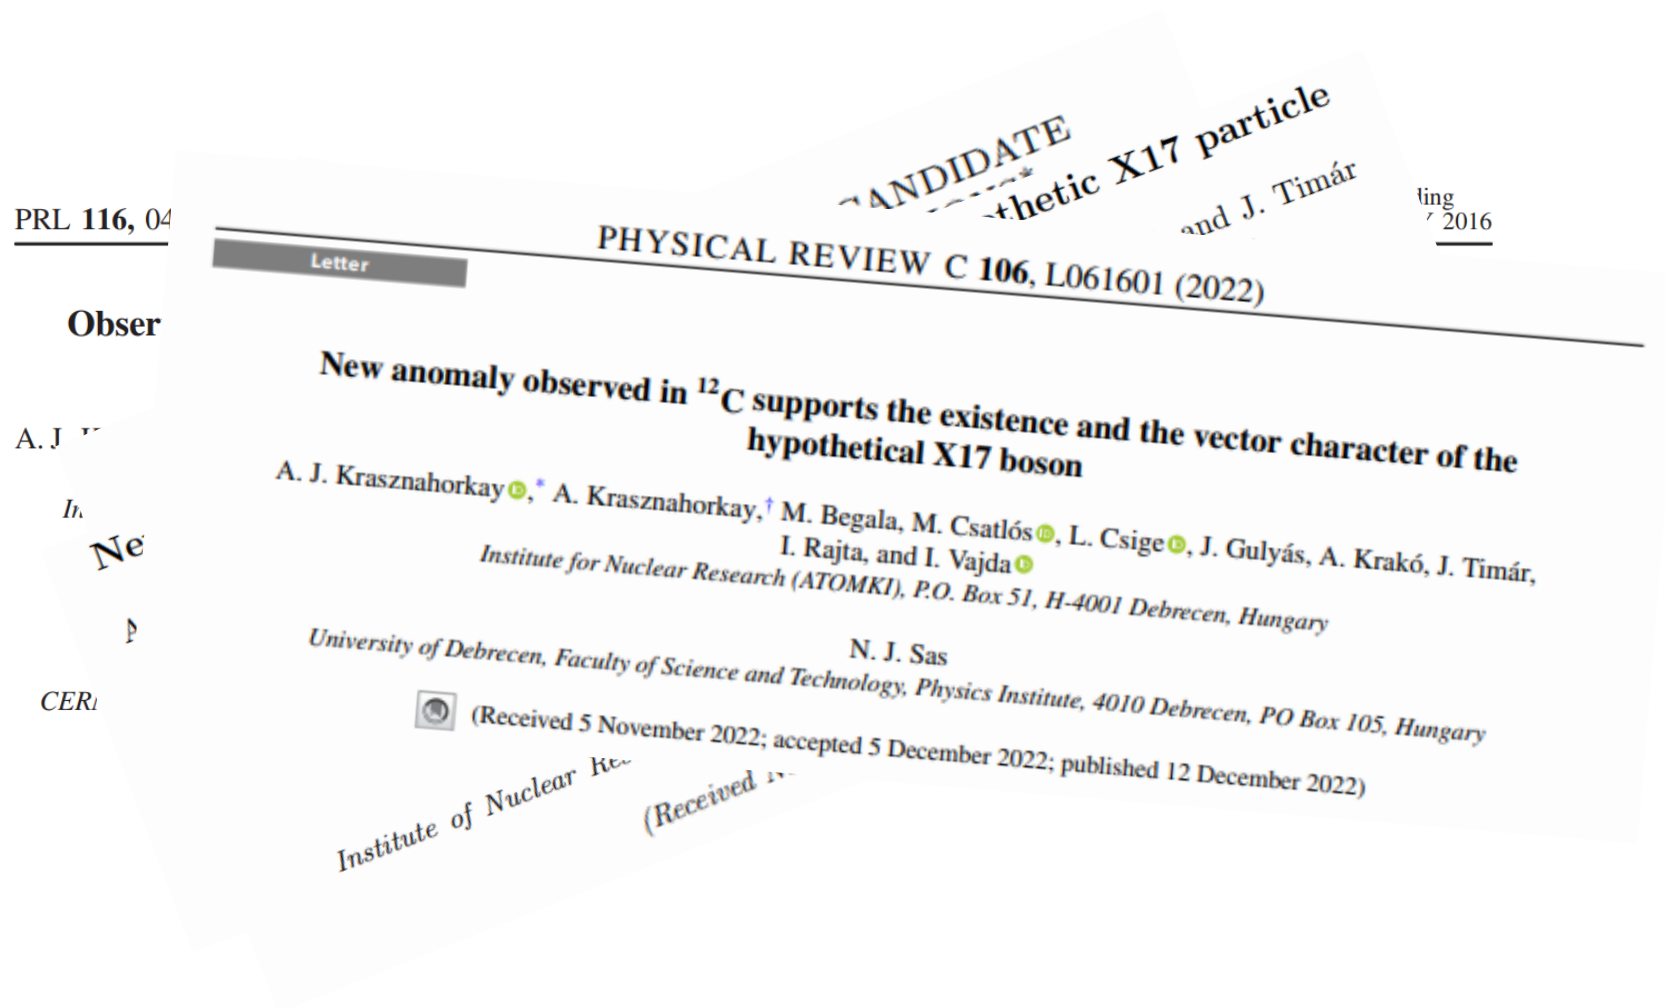 CANDIDATE
X17 particle
and J. Timár
2016
PRL 116, 04
PHYSICAL REVIEW C 106, L061601 (2022)
Letter
Obser
New anomaly observed in ¹²C supports the existence and the vector character of the
hypothetical X17 boson
A. J.
A. J. Krasznahorkay,* A. Krasznahorkay,† M. Begala, M. Csatlós, L. Csige, J. Gulyás, A. Krakó, J. Timár,
I. Rajta, and I. Vajda
Institute for Nuclear Research (ATOMKI), P.O. Box 51, H-4001 Debrecen, Hungary
N. J. Sas
University of Debrecen, Faculty of Science and Technology, Physics Institute, 4010 Debrecen, PO Box 105, Hungary
(Received 5 November 2022; accepted 5 December 2022; published 12 December 2022)
Institute of Nuclear
(Received